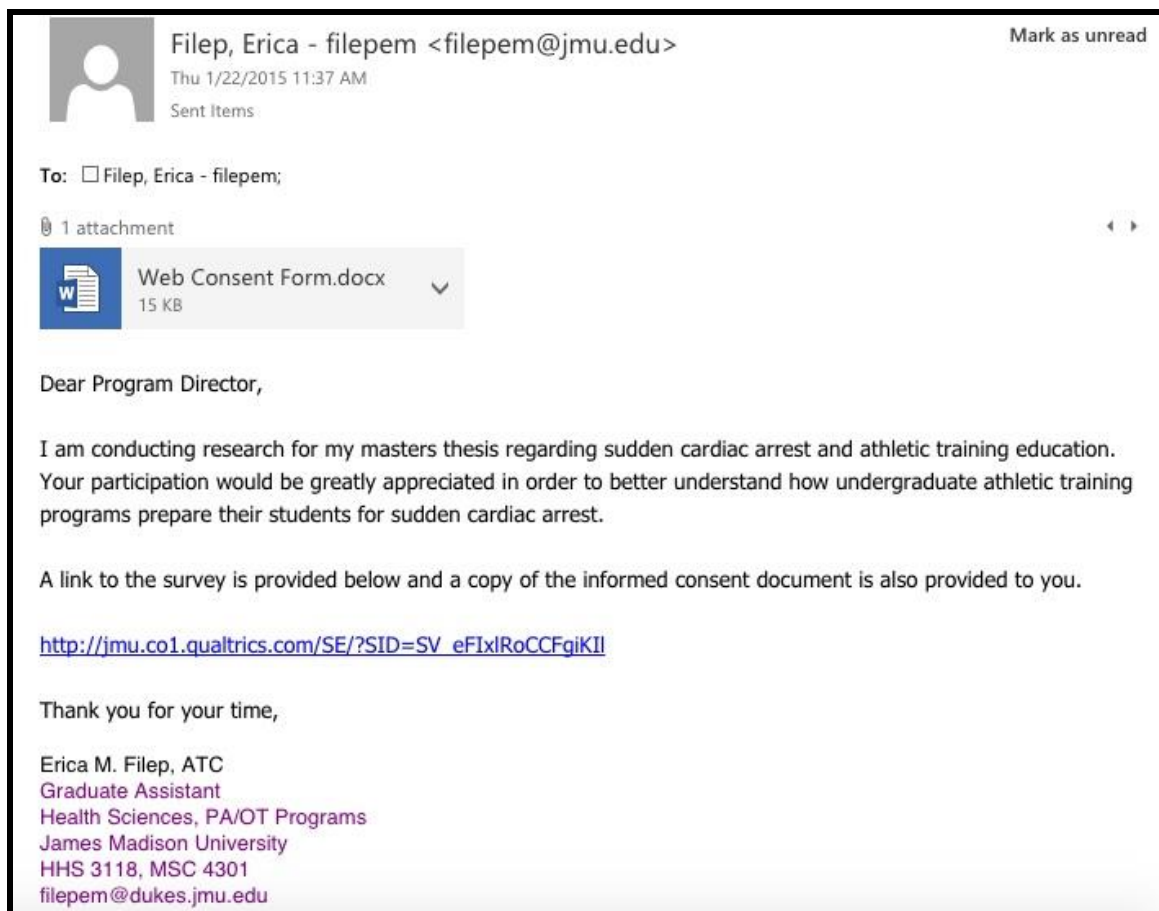 Filep, Erica - filepem <filepem@jmu.edu>
Mark as unread
Thu 1/22/2015 11:37 AM
Sent Items
To: Filep, Erica - filepem;
1 attachment
W
Web Consent Form.docx
15 KB
Dear Program Director,
I am conducting research for my masters thesis regarding sudden cardiac arrest and athletic training education.
Your participation would be greatly appreciated in order to better understand how undergraduate athletic training
programs prepare their students for sudden cardiac arrest.
A link to the survey is provided below and a copy of the informed consent document is also provided to you.
http://jmu.co1.qualtrics.com/SE/?SID=SV_eFIxlRoCCFgiKIl
Thank you for your time,
Erica M. Filep, ATC
Graduate Assistant
Health Sciences, PA/OT Programs
James Madison University
HHS 3118, MSC 4301
filepem@dukes.jmu.edu